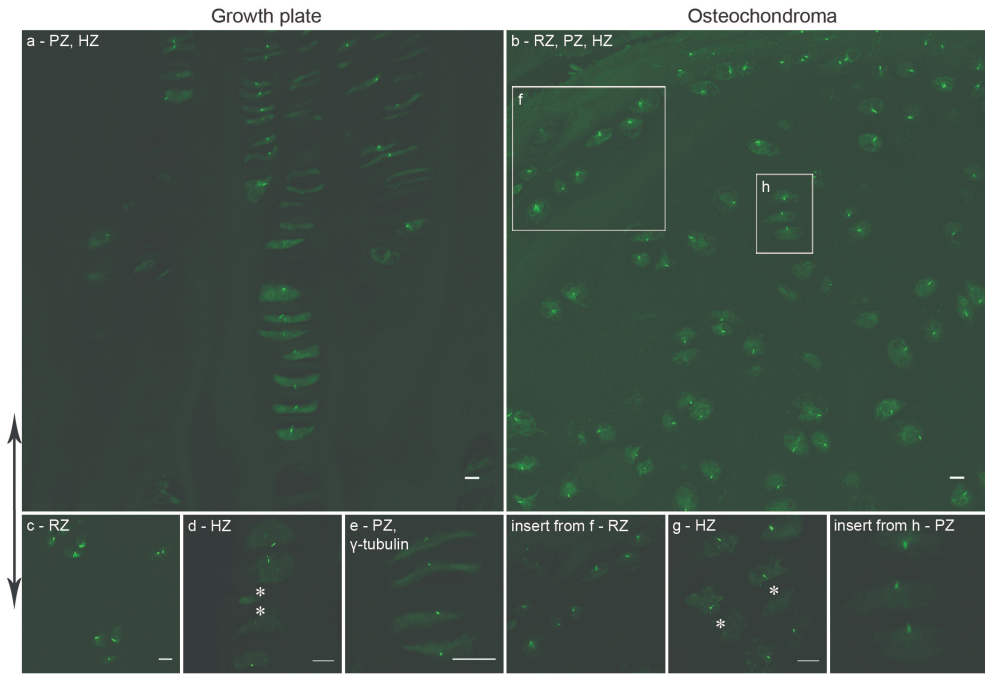 Growth plate
Osteochondroma
a - PZ, HZ
b - RZ, PZ, HZ
f
h
c - RZ
d - HZ
*
*
e - PZ,
γ-tubulin
insert from f - RZ
g - HZ
*
*
insert from h - PZ